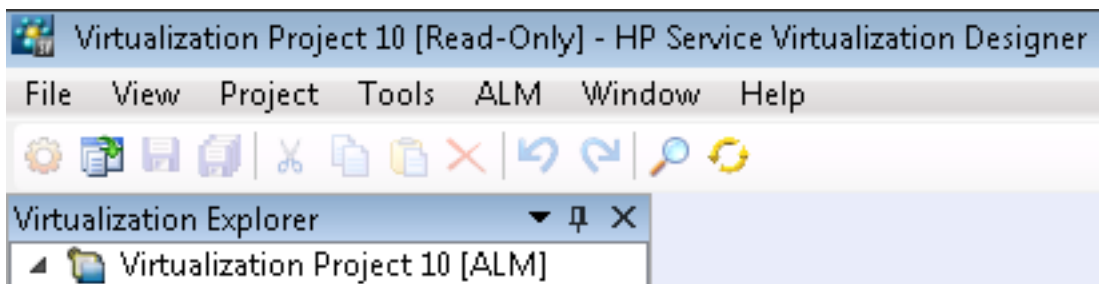 Virtualization Project 10 [Read-Only] - HP Service Virtualization Designer
File View Project Tools ALM Window Help
Virtualization Explorer
Virtualization Project 10 [ALM]